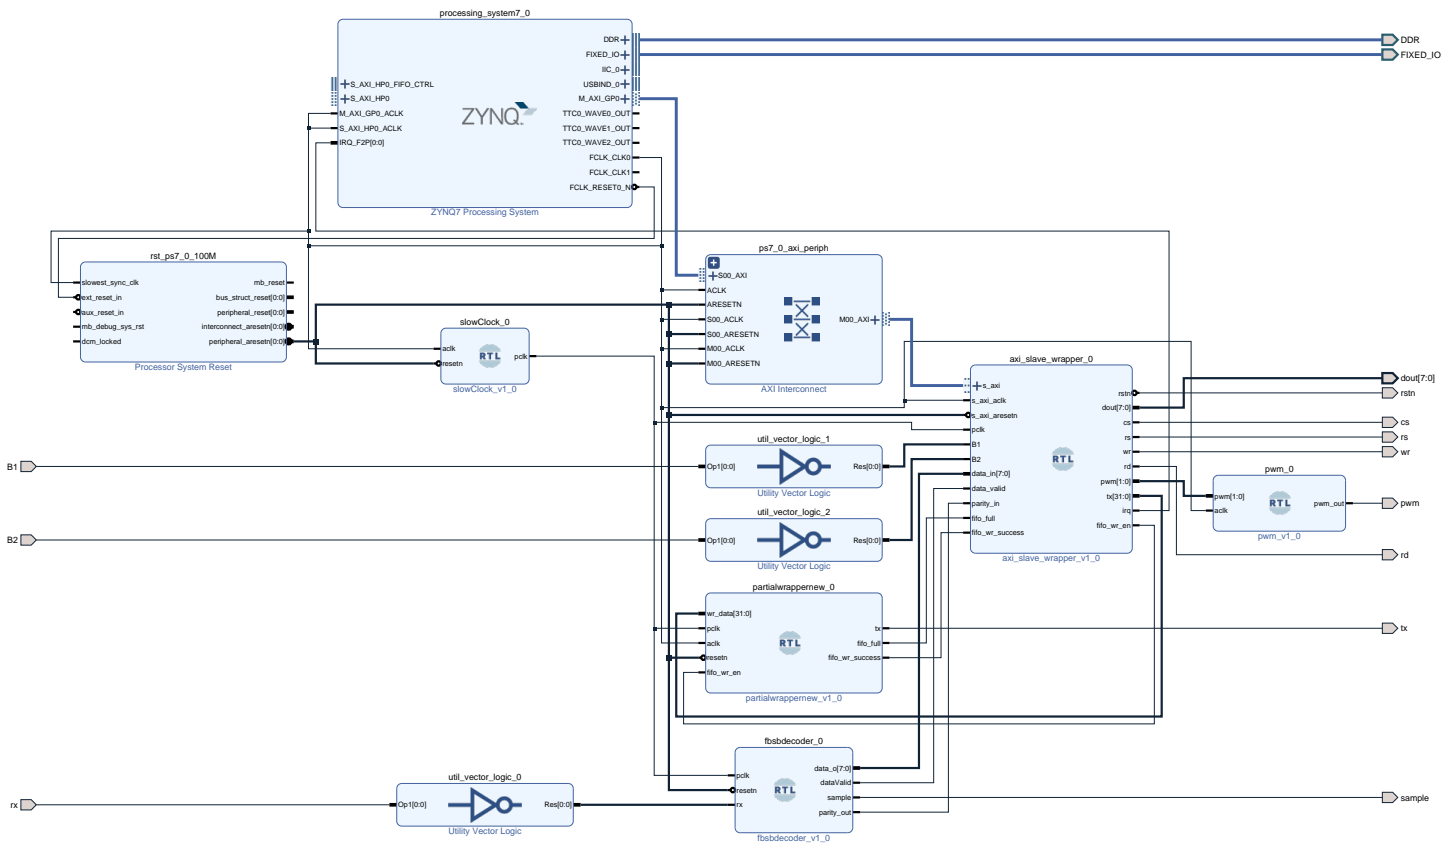 processing_system7_0
DDR
FIXED_IO
IIC_0
S_AXI_HP0_FIFO_CTRL
USBIND_0
S_AXI_HP0
M_AXI_GP0
M_AXI_GP0_ACLK
TTC0_WAVE0_OUT
S_AXI_HP0_ACLK
TTC0_WAVE1_OUT
IRQ_F2P[0:0]
TTC0_WAVE2_OUT
FCLK_CLK0
FCLK_CLK1
FCLK_RESET0_N
ZYNQ
ZYNQ7 Processing System
DDR
FIXED_IO
rst_ps7_0_100M
slowest_sync_clk
mb_reset
ext_reset_in
bus_struct_reset[0:0]
aux_reset_in
peripheral_reset[0:0]
mb_debug_sys_rst
interconnect_aresetn[0:0]
dcm_locked
peripheral_aresetn[0:0]
Processor System Reset
slowClock_0
aclk
resetn
RTL
pclk
slowClock_v1_0
ps7_0_axi_periph
S00_AXI
ACLK
ARESETN
S00_ACLK
M00_AXI
S00_ARESETN
M00_ACLK
M00_ARESETN
AXI Interconnect
axi_slave_wrapper_0
s_axi
rstn
s_axi_aclk
dout[7:0]
s_axi_aresetn
cs
pclk
rs
B1
wr
B2
rd
data_in[7:0]
pwm[1:0]
data_valid
tx[31:0]
parity_in
irq
fifo_full
fifo_wr_en
fifo_wr_success
RTL
axi_slave_wrapper_v1_0
dout[7:0]
rstn
cs
rs
wr
B1
util_vector_logic_1
Op1[0:0]
Res[0:0]
Utility Vector Logic
pwm_0
pwm[1:0]
aclk
RTL
pwm_out
pwm_v1_0
pwm
B2
util_vector_logic_2
Op1[0:0]
Res[0:0]
Utility Vector Logic
rd
partialwrappernew_0
wr_data[31:0]
pclk
tx
aclk
fifo_full
resetn
fifo_wr_success
fifo_wr_en
RTL
partialwrappernew_v1_0
tx
fbsbdecoder_0
data_o[7:0]
pclk
dataValid
resetn
sample
rx
parity_out
RTL
fbsbdecoder_v1_0
sample
rx
util_vector_logic_0
Op1[0:0]
Res[0:0]
Utility Vector Logic